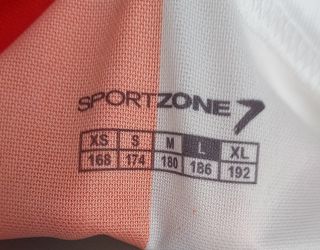 SPORTZONE
XS S M L XL
168 174 180 186 192